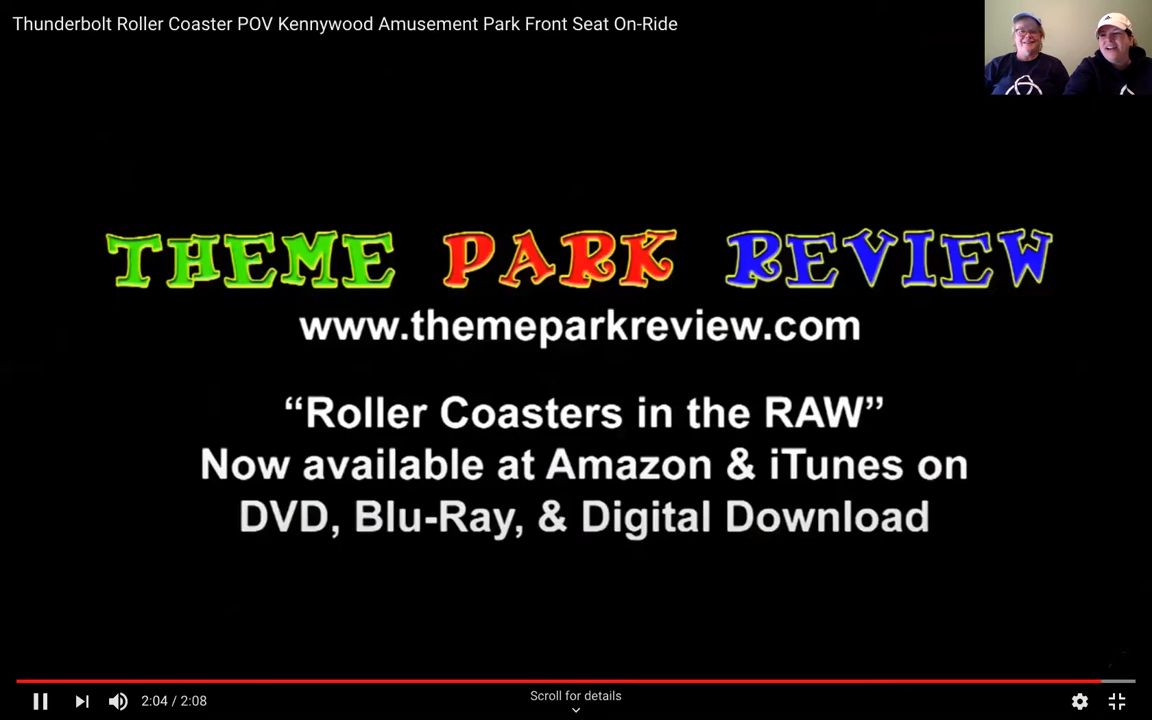 Thunderbolt Roller Coaster POV Kennywood Amusement Park Front Seat On-Ride
THEME PARK REVIEW
www.themeparkreview.com
“Roller Coasters in the RAW”
Now available at Amazon & iTunes on
DVD, Blu-Ray, & Digital Download
2:04 / 2:08
Scroll for details